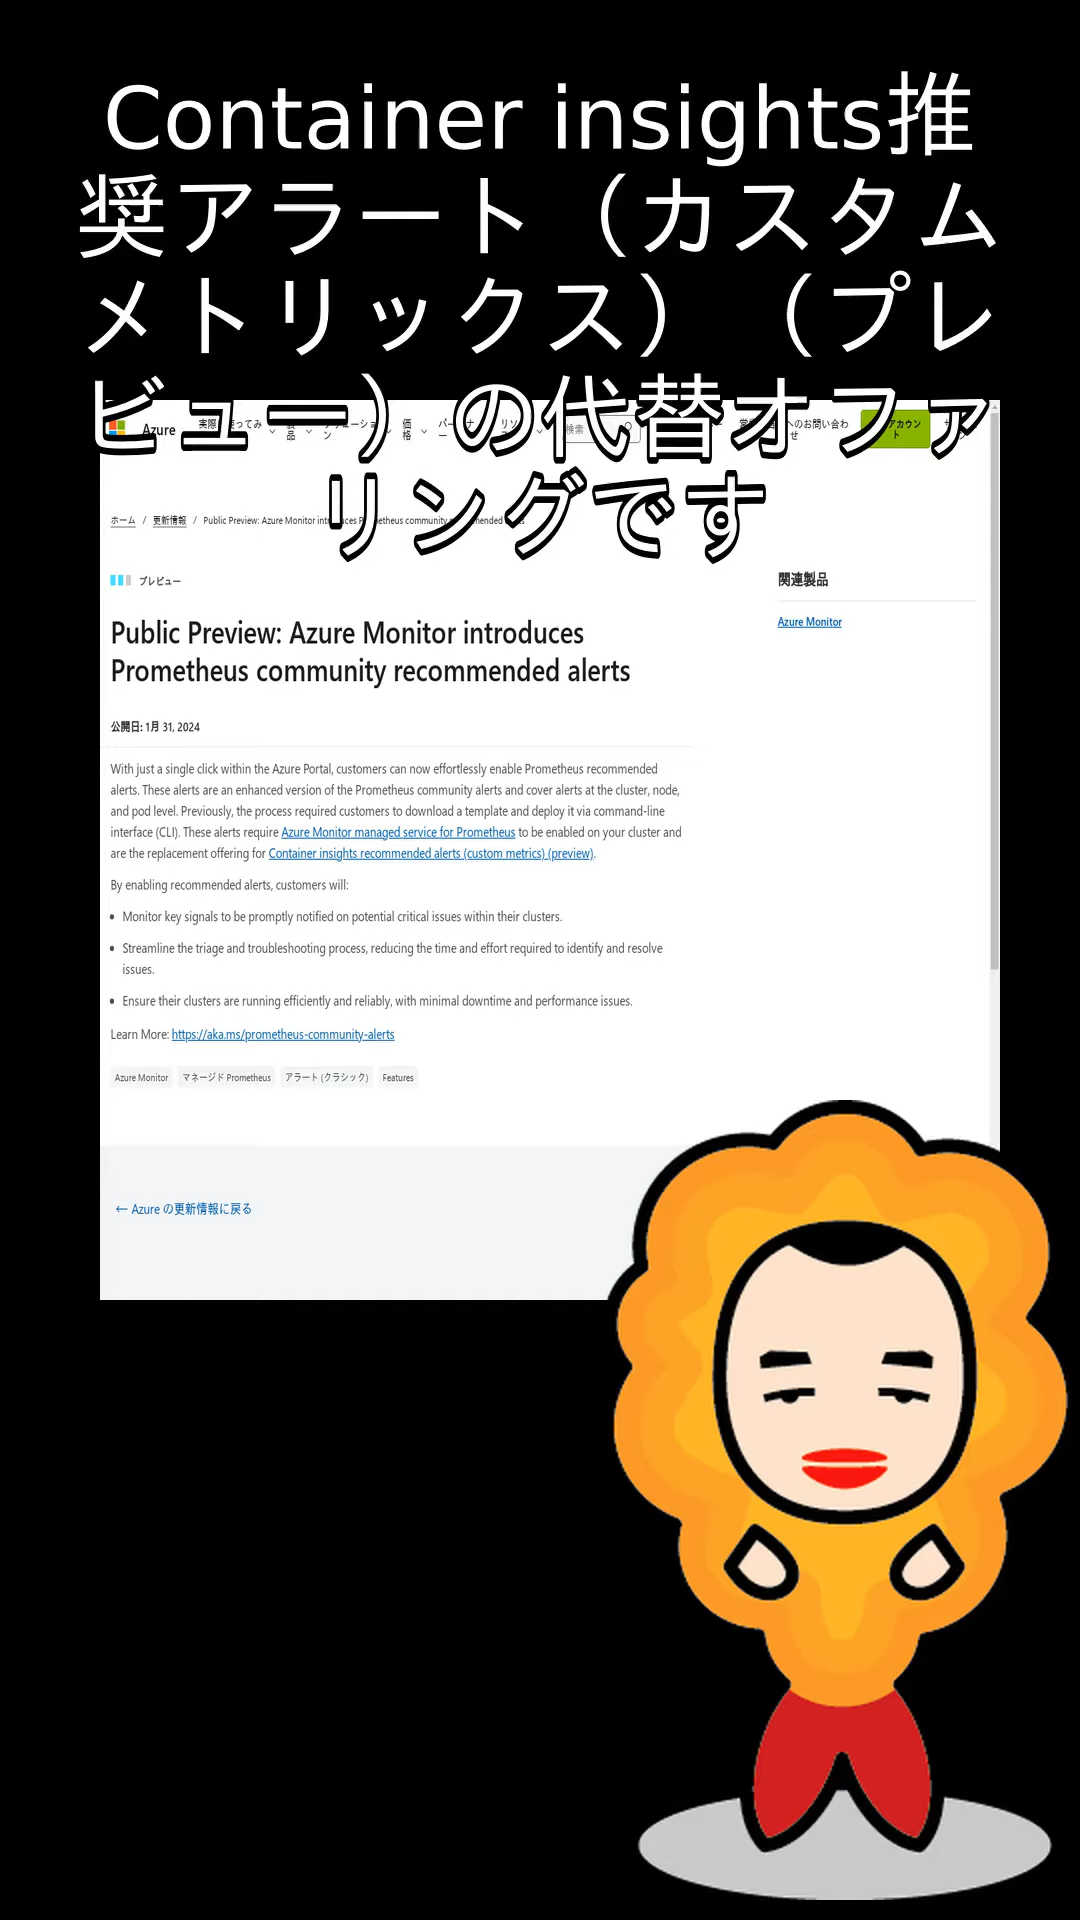 Container insights推
奨アラート（カスタム
メトリックス）（プレ
ビュー）の代替オファ
リングです
Azure
ホーム / 更新情報 / Public Preview: Azure Monitor introduces Prometheus community recommended alerts
プレビュー
Public Preview: Azure Monitor introduces
Prometheus community recommended alerts
公開日: 1月 31, 2024
With just a single click within the Azure Portal, customers can now effortlessly enable Prometheus recommended
alerts. These alerts are an enhanced version of the Prometheus community alerts and cover alerts at the cluster, node,
and pod level. Previously, the process required customers to download a template and deploy it via command-line
interface (CLI). These alerts require Azure Monitor managed service for Prometheus to be enabled on your cluster and
are the replacement offering for Container insights recommended alerts (custom metrics) (preview).
By enabling recommended alerts, customers will:
• Monitor key signals to be promptly notified on potential critical issues within their clusters.
• Streamline the triage and troubleshooting process, reducing the time and effort required to identify and resolve
issues.
• Ensure their clusters are running efficiently and reliably, with minimal downtime and performance issues.
Learn More: https://aka.ms/prometheus-community-alerts
Azure Monitor マネージド Prometheus アラート (クラシック) Features
関連製品
Azure Monitor
← Azure の更新情報に戻る